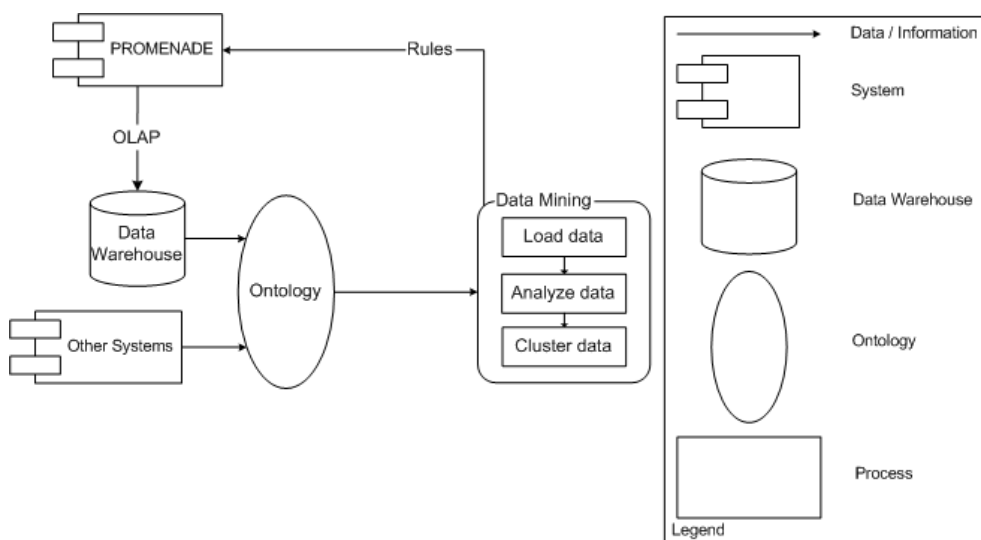 PROMENADE
Rules
OLAP
Data
Warehouse
Other Systems
Ontology
Data Mining
Load data
Analyze data
Cluster data
Data / Information
System
Data Warehouse
Ontology
Process
Legend